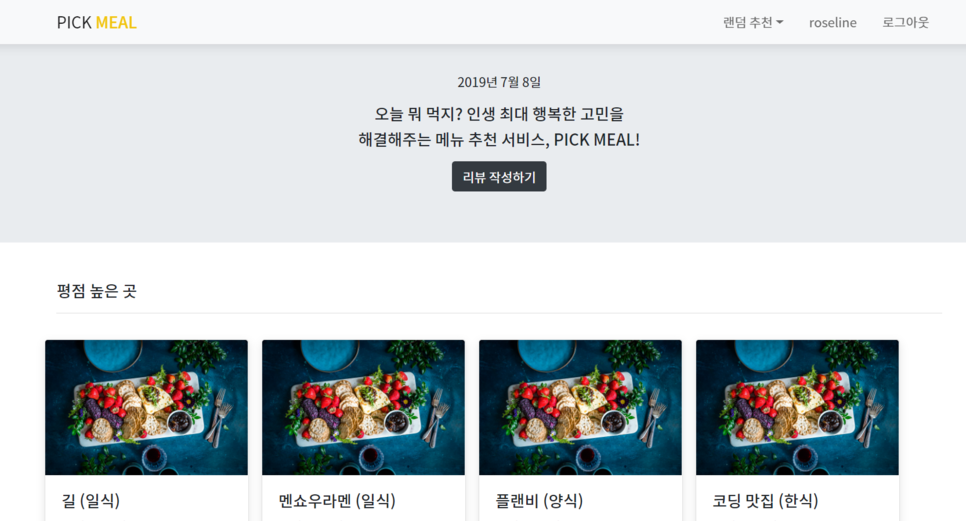 PICK MEAL
랜덤 추천
roseline
로그아웃
2019년 7월 8일
오늘 뭐 먹지? 인생 최대 행복한 고민을
해결해주는 메뉴 추천 서비스, PICK MEAL!
리뷰 작성하기
평점 높은 곳
길 (일식)
멘쇼우라멘 (일식)
플랜비 (양식)
코딩 맛집 (한식)